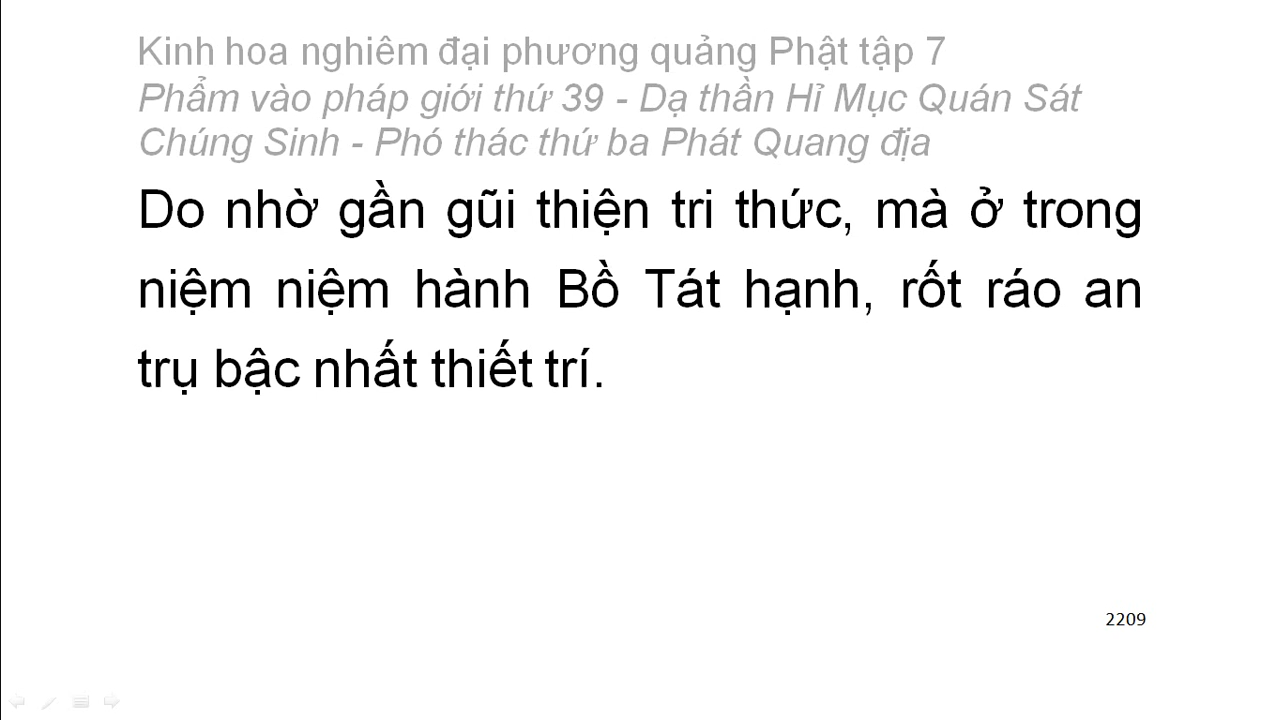 Kinh hoa nghiêm đại phương quảng Phật tập 7
Phẩm vào pháp giới thứ 39 - Dạ thần Hỉ Mục Quán Sát
Chúng Sinh - Phó thác thứ ba Phát Quang địa
Do nhờ gần gũi thiện tri thức, mà ở trong
niệm niệm hành Bồ Tát hạnh, rốt ráo an
trụ bậc nhất thiết trí.
2209